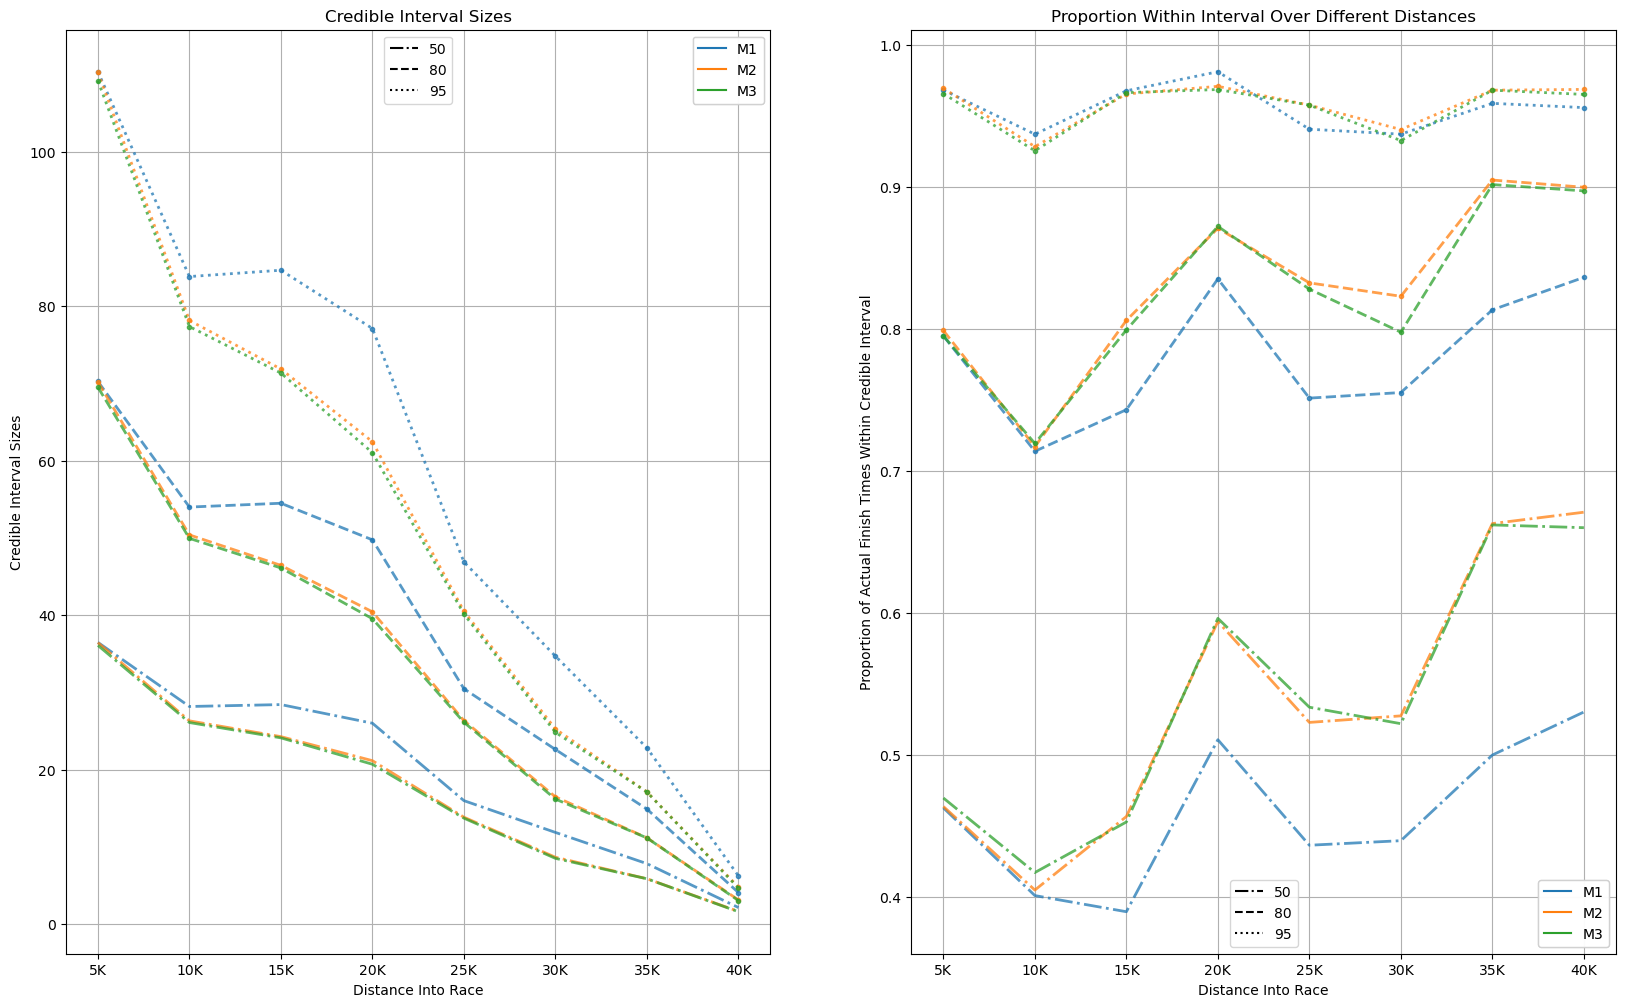 Credible Interval Sizes
50
80
95
M1
M2
M3
100
80
60
40
20
0
Credible Interval Sizes
5K 10K 15K 20K 25K 30K 35K 40K
Distance Into Race
Proportion Within Interval Over Different Distances
1.0
0.9
0.8
0.7
0.6
0.5
0.4
Proportion of Actual Finish Times Within Credible Interval
50
80
95
M1
M2
M3
5K 10K 15K 20K 25K 30K 35K 40K
Distance Into Race